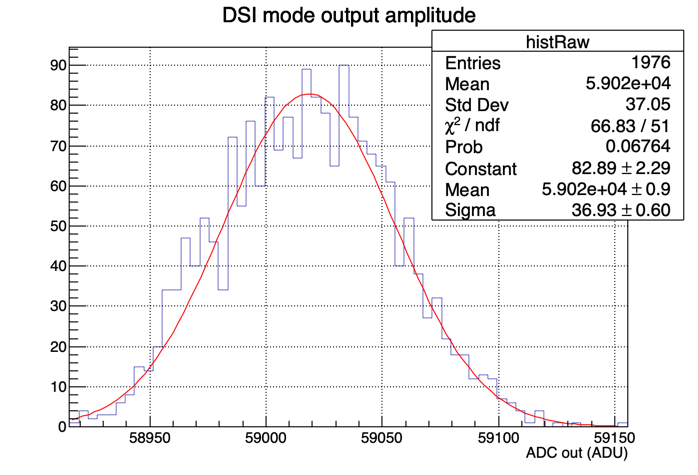 DSI mode output amplitude
histRaw
Entries 1976
Mean 5.902e+04
Std Dev 37.05
χ² / ndf 66.83 / 51
Prob 0.06764
Constant 82.89 ± 2.29
Mean 5.902e+04 ± 0.9
Sigma 36.93 ± 0.60
90
80
70
60
50
40
30
20
10
0
58950 59000 59050 59100 59150
ADC out (ADU)